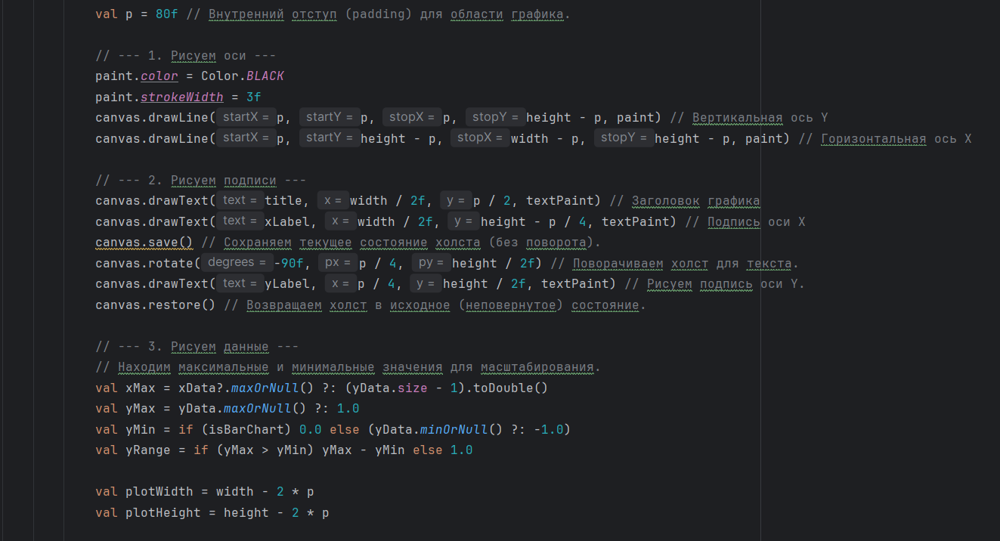 val p = 80f // Внутренний отступ (padding) для области графика.
// --- 1. Рисуем оси ---
paint.color = Color.BLACK
paint.strokeWidth = 3f
canvas.drawLine( startX = p, startY = p, stopX = p, stopY = height - p, paint) // Вертикальная ось Y
canvas.drawLine( startX = p, startY = height - p, stopX = width - p, stopY = height - p, paint) // Горизонтальная ось X
// --- 2. Рисуем подписи ---
canvas.drawText( text = title, x = width / 2f, y = p / 2, textPaint) // Заголовок графика
canvas.drawText( text = xLabel, x = width / 2f, y = height - p / 4, textPaint) // Подпись оси X
canvas.save() // Сохраняем текущее состояние холста (без поворота).
canvas.rotate( degrees = -90f, px = p / 4, py = height / 2f) // Поворачиваем холст для текста.
canvas.drawText( text = yLabel, x = p / 4, y = height / 2f, textPaint) // Рисуем подпись оси Y.
canvas.restore() // Возвращаем холст в исходное (неповернутое) состояние.
// --- 3. Рисуем данные ---
// Находим максимальные и минимальные значения для масштабирования.
val xMax = xData?.maxOrNull() ?: (yData.size - 1).toDouble()
val yMax = yData.maxOrNull() ?: 1.0
val yMin = if (isBarChart) 0.0 else (yData.minOrNull() ?: -1.0)
val yRange = if (yMax > yMin) yMax - yMin else 1.0
val plotWidth = width - 2 * p
val plotHeight = height - 2 * p